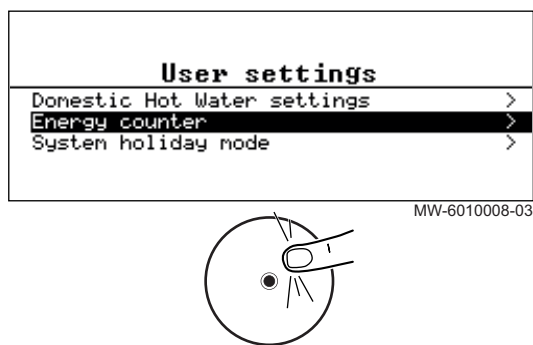 User settings
Domestic Hot Water settings >
Energy counter >
System holiday mode >
MW-6010008-03